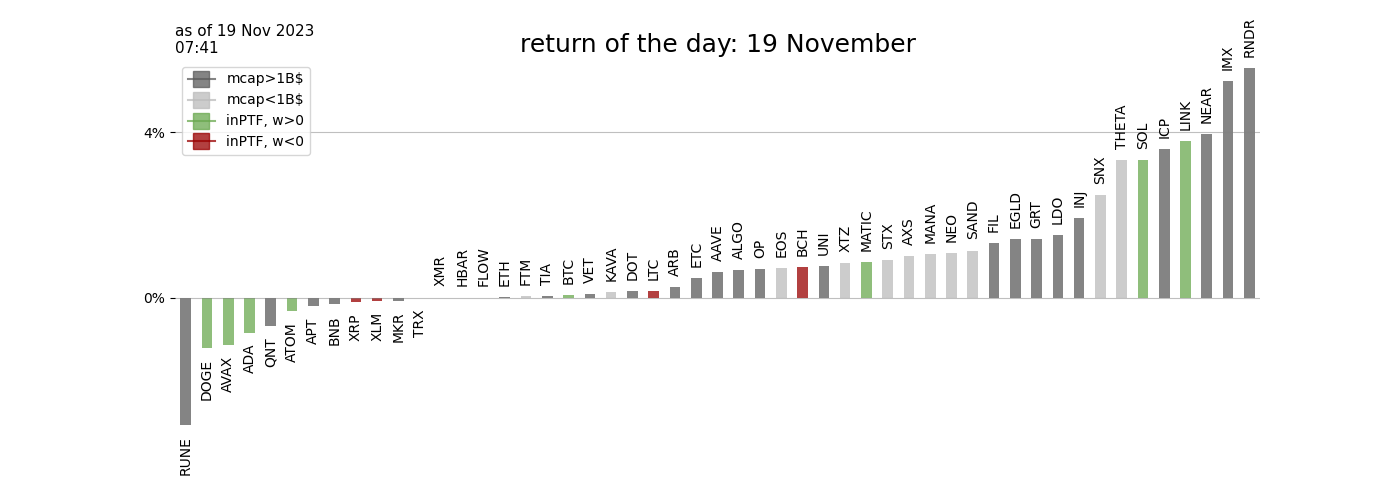 as of 19 Nov 2023
07:41
return of the day: 19 November
mcap>1B$
mcap<1B$
inPTF, w>0
inPTF, w<0
4%
0%
RUNE
DOGE
AVAX
ADA
QNT
ATOM
APT
BNB
XRP
XLM
MKR
TRX
XMR
HBAR
FLOW
ETH
FTM
TIA
BTC
VET
KAVA
DOT
LTC
ARB
ETC
AAVE
ALGO
OP
EOS
BCH
UNI
XTZ
MATIC
STX
AXS
MANA
NEO
SAND
FIL
EGLD
GRT
LDO
INJ
SNX
THETA
SOL
ICP
LINK
NEAR
IMX
RNDR